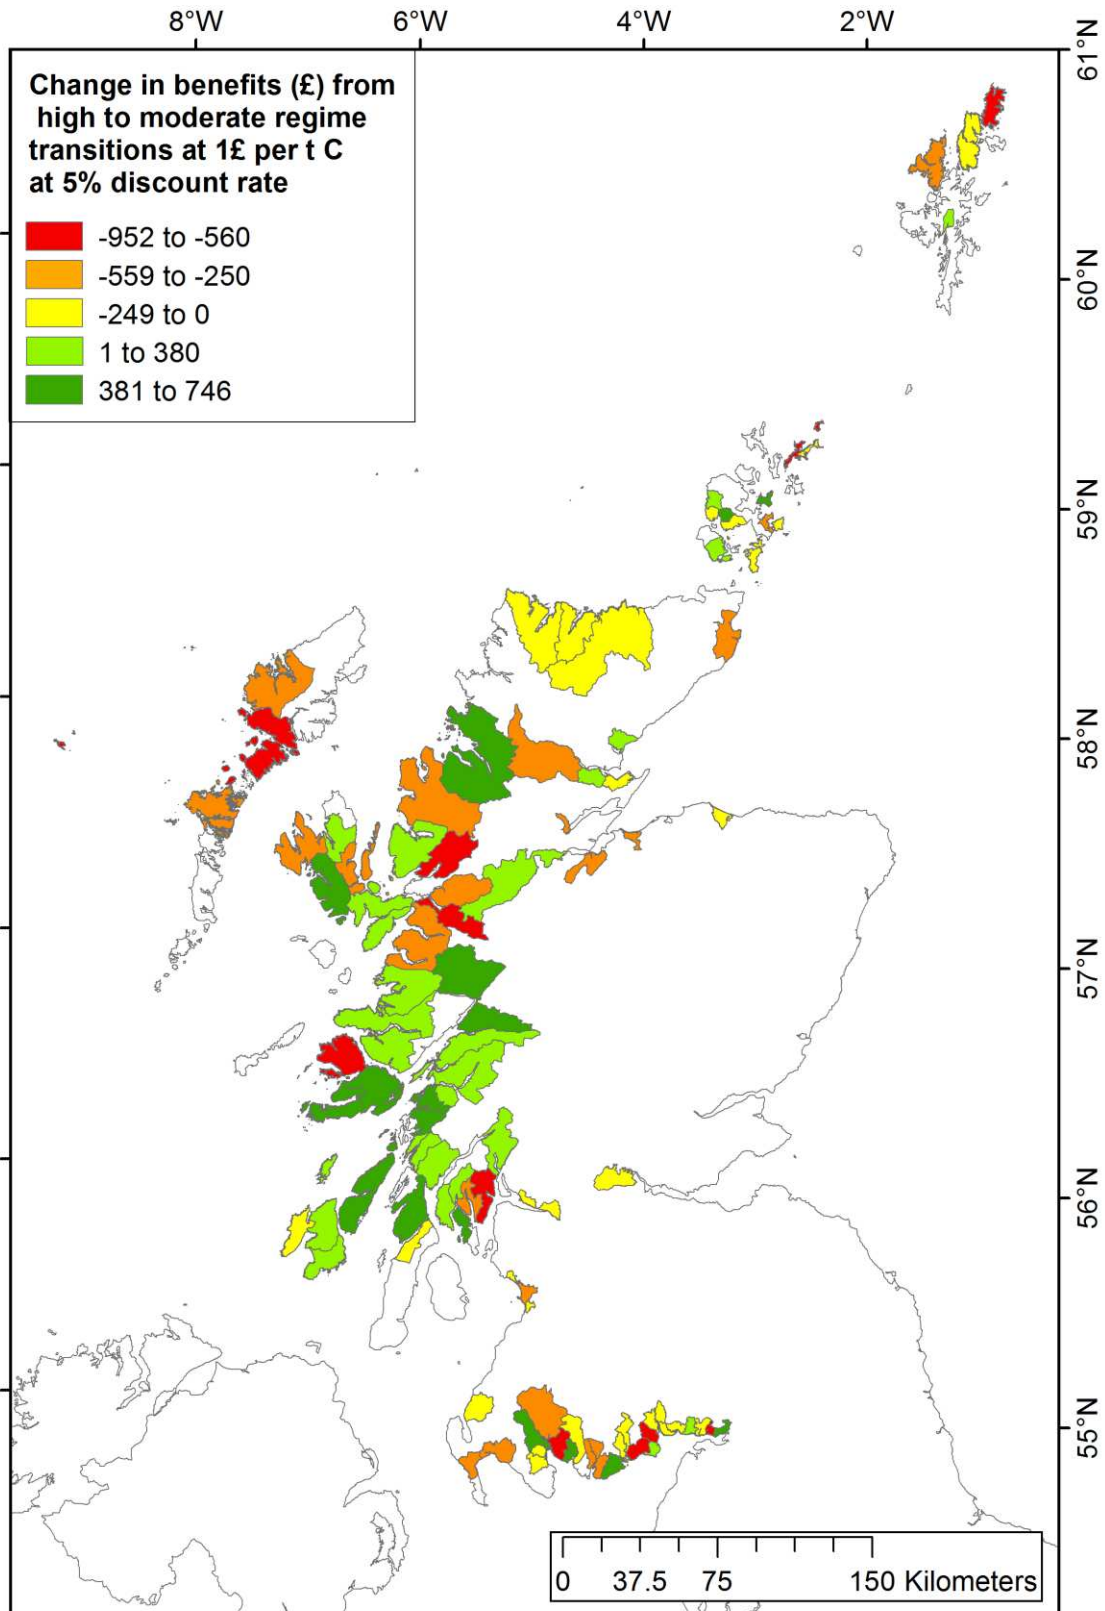 8°W 6°W 4°W 2°W
Change in benefits (£) from
high to moderate regime
transitions at 1£ per t C
at 5% discount rate
-952 to -560
-559 to -250
-249 to 0
1 to 380
381 to 746
61°N
60°N
59°N
58°N
57°N
56°N
55°N
0 37.5 75 150 Kilometers